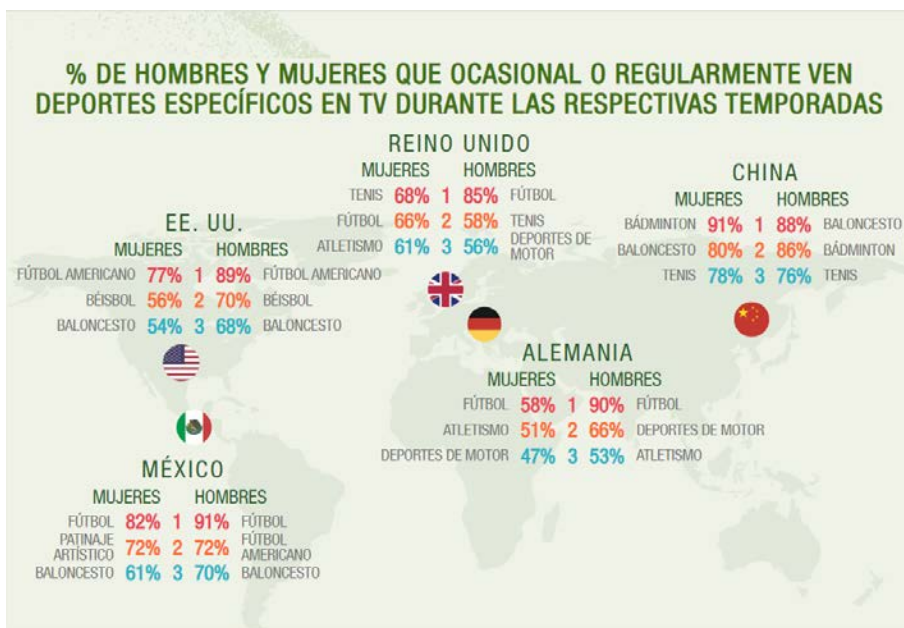 % DE HOMBRES Y MUJERES QUE OCASIONAL O REGULARMENTE VEN
DEPORTES ESPECÍFICOS EN TV DURANTE LAS RESPECTIVAS TEMPORADAS
REINO UNIDO
MUJERES HOMBRES
TENIS 68% 1 85% FÚTBOL
FÚTBOL 66% 2 58% TENIS
ATLETISMO 61% 3 56% DEPORTES DE
MOTOR
CHINA
MUJERES HOMBRES
BÁDMINTON 91% 1 88% BALONCESTO
BALONCESTO 80% 2 86% BÁDMINTON
TENIS 78% 3 76% TENIS
EE. UU.
MUJERES HOMBRES
FÚTBOL AMERICANO 77% 1 89% FÚTBOL AMERICANO
BÉISBOL 56% 2 70% BÉISBOL
BALONCESTO 54% 3 68% BALONCESTO
ALEMANIA
MUJERES HOMBRES
FÚTBOL 58% 1 90% FÚTBOL
ATLETISMO 51% 2 66% DEPORTES DE MOTOR
DEPORTES DE MOTOR 47% 3 53% ATLETISMO
MÉXICO
MUJERES HOMBRES
FÚTBOL 82% 1 91% FÚTBOL
PATINAJE
ARTÍSTICO 72% 2 72% FÚTBOL
AMERICANO
BALONCESTO 61% 3 70% BALONCESTO